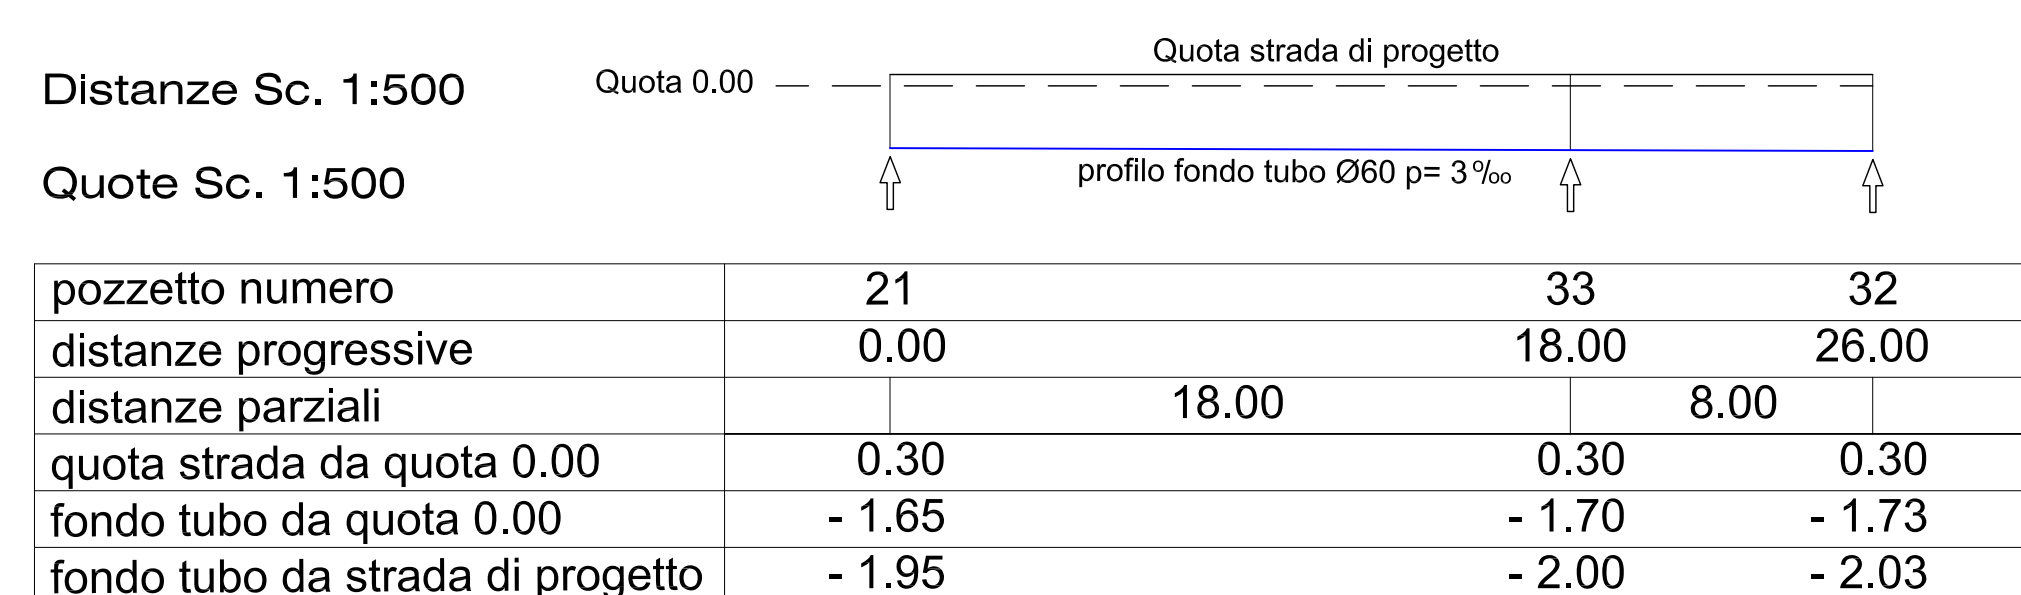 Quota strada di progetto
Distanze Sc. 1:500
Quota 0.00
Quote Sc. 1:500
profilo fondo tubo Ø60 p= 3‰
pozzetto numero 21 33 32
distanze progressive 0.00 18.00 26.00
distanze parziali 18.00 8.00
quota strada da quota 0.00 0.30 0.30 0.30
fondo tubo da quota 0.00 - 1.65 - 1.70 - 1.73
fondo tubo da strada di progetto - 1.95 - 2.00 - 2.03